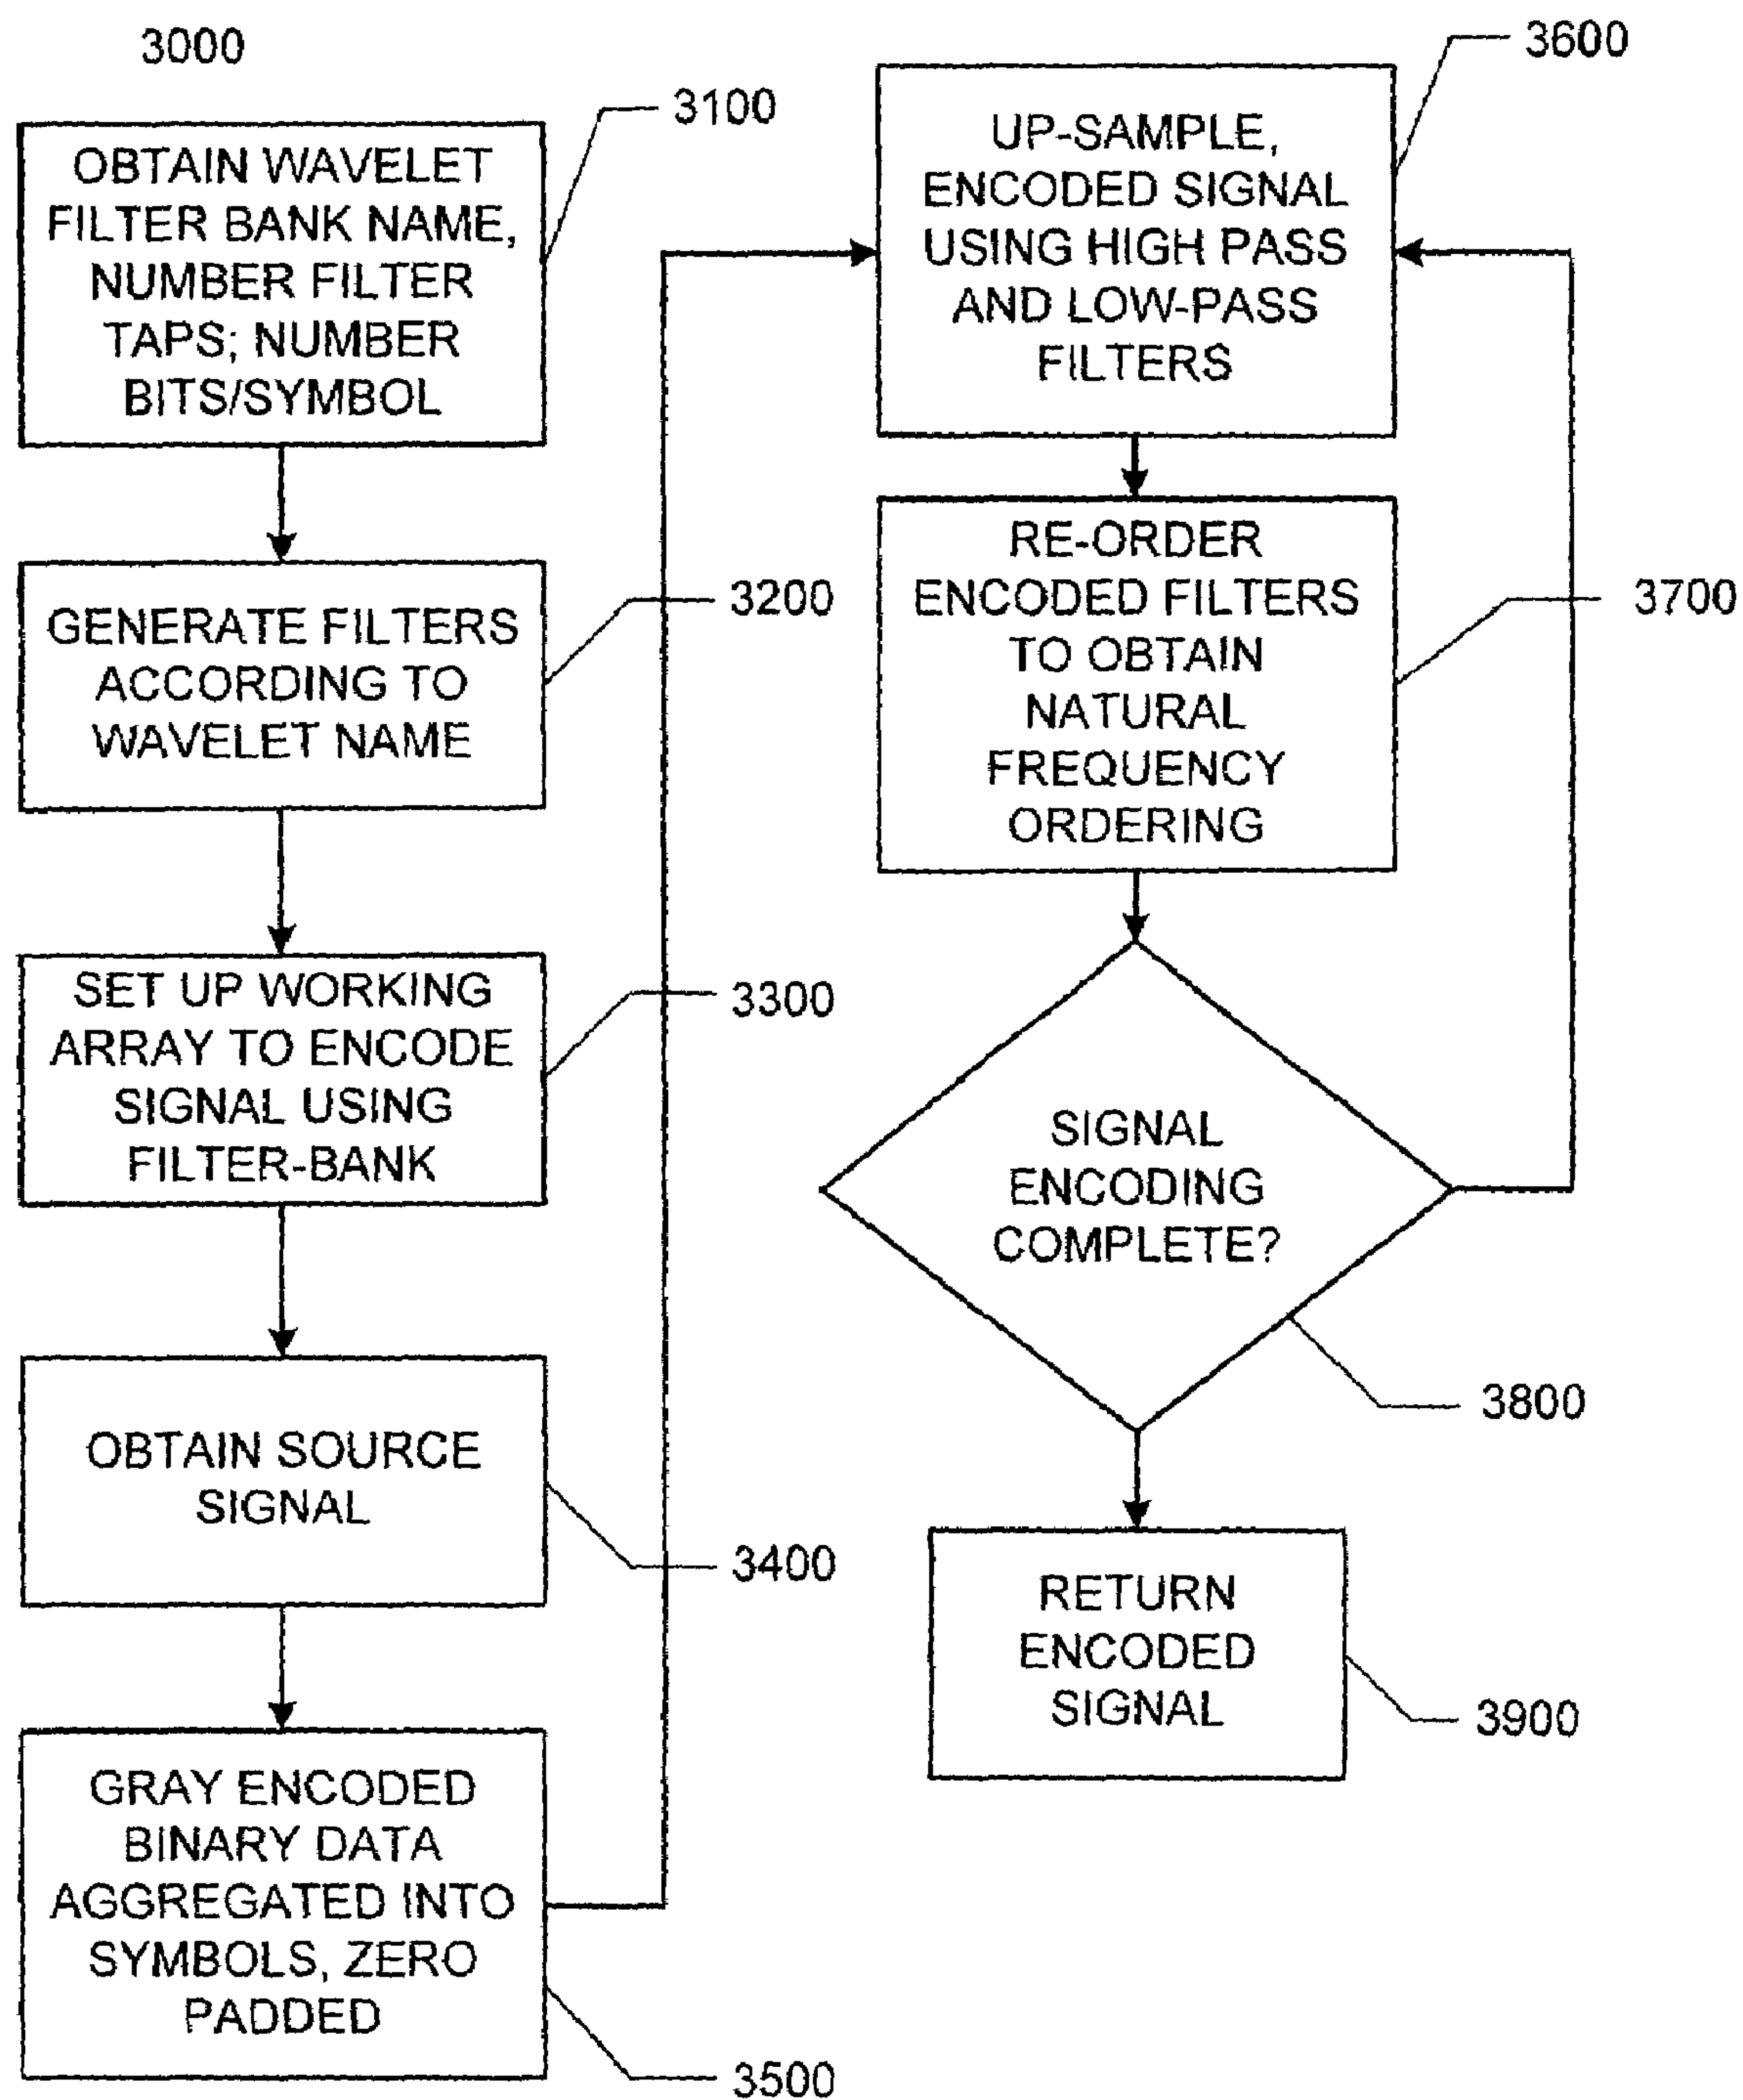 3000
3100
OBTAIN WAVELET
FILTER BANK NAME,
NUMBER FILTER
TAPS; NUMBER
BITS/SYMBOL
3200
GENERATE FILTERS
ACCORDING TO
WAVELET NAME
3300
SET UP WORKING
ARRAY TO ENCODE
SIGNAL USING
FILTER-BANK
OBTAIN SOURCE
SIGNAL
3400
GRAY ENCODED
BINARY DATA
AGGREGATED INTO
SYMBOLS, ZERO
PADDED
3500
3600
UP-SAMPLE,
ENCODED SIGNAL
USING HIGH PASS
AND LOW-PASS
FILTERS
RE-ORDER
ENCODED FILTERS
TO OBTAIN
NATURAL
FREQUENCY
ORDERING
3700
SIGNAL
ENCODING
COMPLETE?
3800
RETURN
ENCODED
SIGNAL
3900